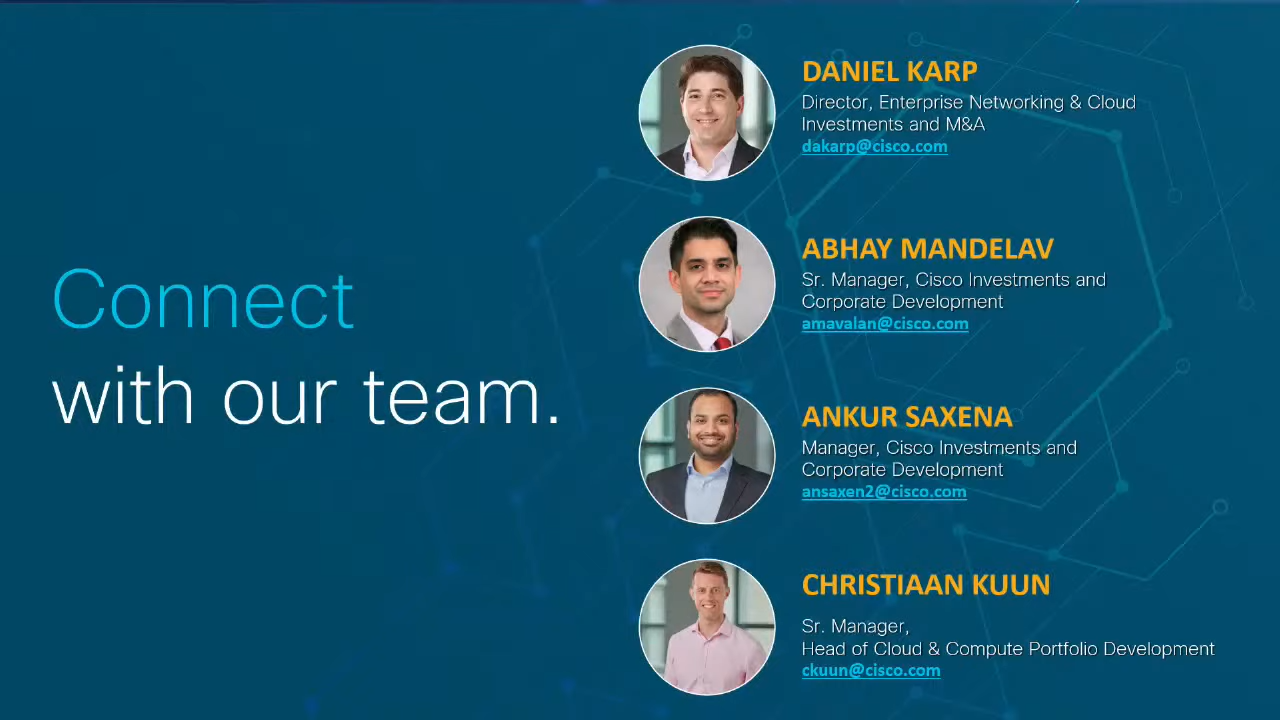 Connect
with our team.
DANIEL KARP
Director, Enterprise Networking & Cloud
Investments and M&A
dakarp@cisco.com
ABHAY MANDELAV
Sr. Manager, Cisco Investments and
Corporate Development
amavalan@cisco.com
ANKUR SAXENA
Manager, Cisco Investments and
Corporate Development
ansaxen2@cisco.com
CHRISTIAAN KUUN
Sr. Manager,
Head of Cloud & Compute Portfolio Development
ckuun@cisco.com